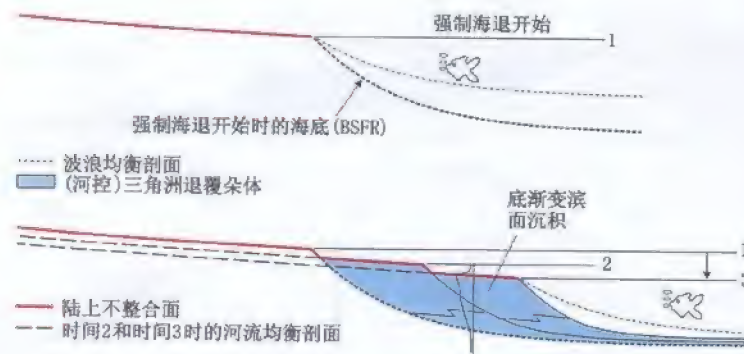 强制海退开始
1
强制海退开始时的海底(BSFR)
波浪均衡剖面
(河控)三角洲退覆朵体
底渐变滨
面沉积
2
陆上不整合面
时间2和时间3时的河流均衡剖面